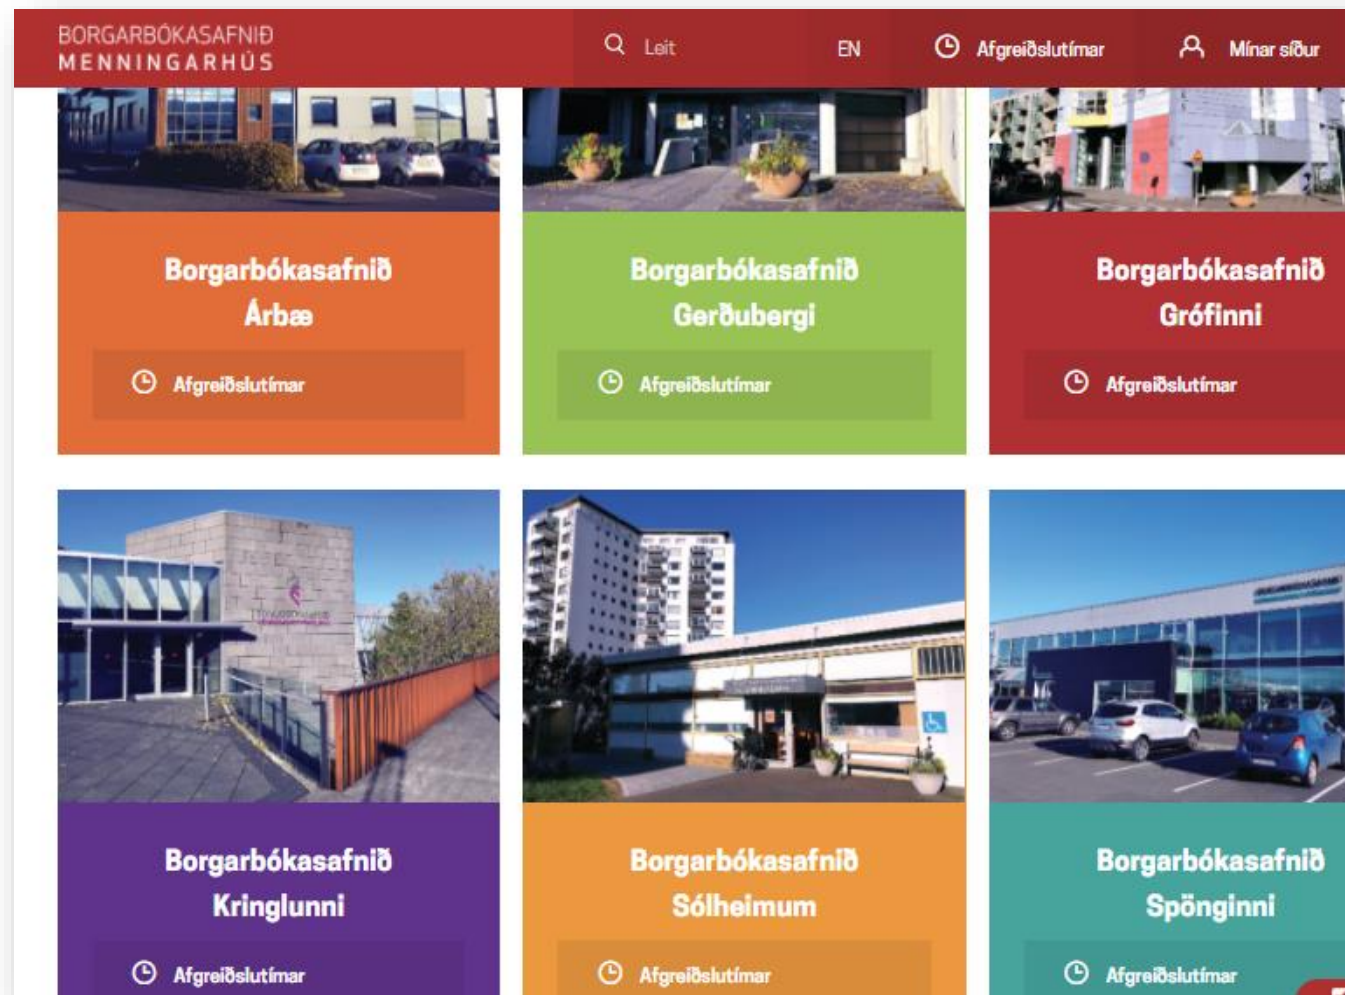 BORGARBÓKASAFNIÐ
MENNINGARHÚS
Leit
EN
Afgreiðslutímar
Mínar síður
Borgarbókasafnið
Árbæ
Afgreiðslutímar
Borgarbókasafnið
Gerðubergi
Afgreiðslutímar
Borgarbókasafnið
Grófinni
Afgreiðslutímar
Borgarbókasafnið
Kringlunni
Afgreiðslutímar
Borgarbókasafnið
Sólheimum
Afgreiðslutímar
Borgarbókasafnið
Spönginni
Afgreiðslutímar